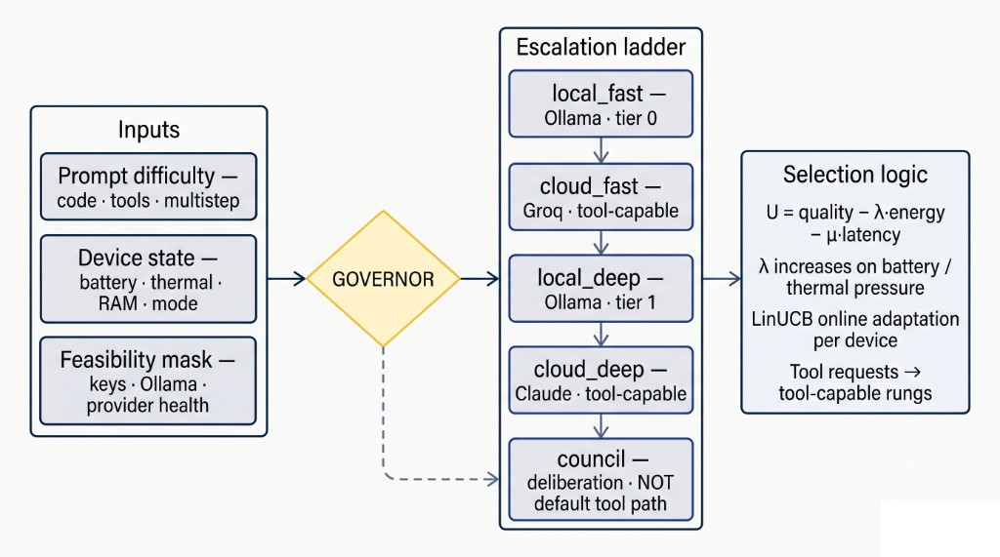 Inputs
Prompt difficulty —
code · tools · multistep
Device state —
battery · thermal ·
RAM · mode
Feasibility mask —
keys · Ollama ·
provider health
GOVERNOR
Escalation ladder
local_fast —
Ollama · tier 0
cloud_fast —
Groq · tool-capable
local_deep —
Ollama · tier 1
cloud_deep —
Claude · tool-capable
council —
deliberation · NOT
default tool path
Selection logic
U = quality − λ·energy
− μ·latency
λ increases on battery /
thermal pressure
LinUCB online adaptation
per device
Tool requests →
tool-capable rungs